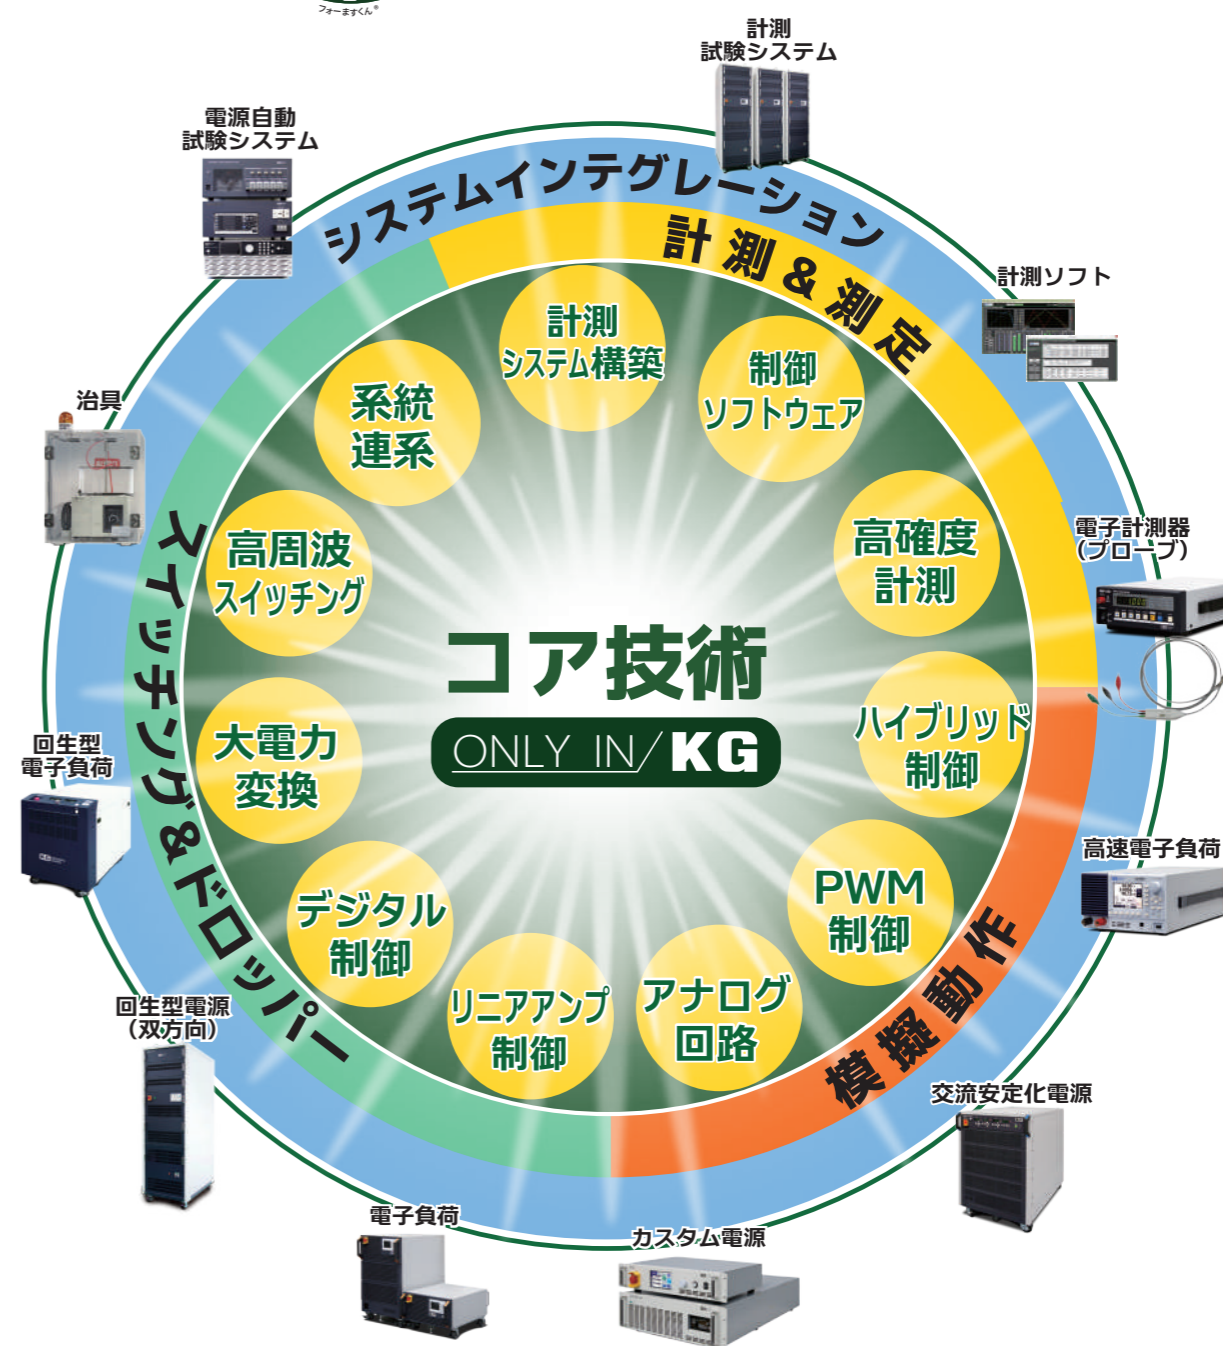 フォーますくん®
計測
試験システム
電源自動
試験システム
システムインテグレーション
計測&測定
計測ソフト
計測
システム構築
制御
ソフトウェア
系統
連系
治具
高周波
スイッチング
高確度
計測
電子計測器
(プローブ)
コア技術
ONLY IN/KG
スイッチング&ドロッパー
大電力
変換
ハイブリッド
制御
回生型
電子負荷
高速電子負荷
デジタル
制御
PWM
制御
リニアアンプ
制御
アナログ
回路
模擬動作
回生型電源
(双方向)
交流安定化電源
電子負荷
カスタム電源